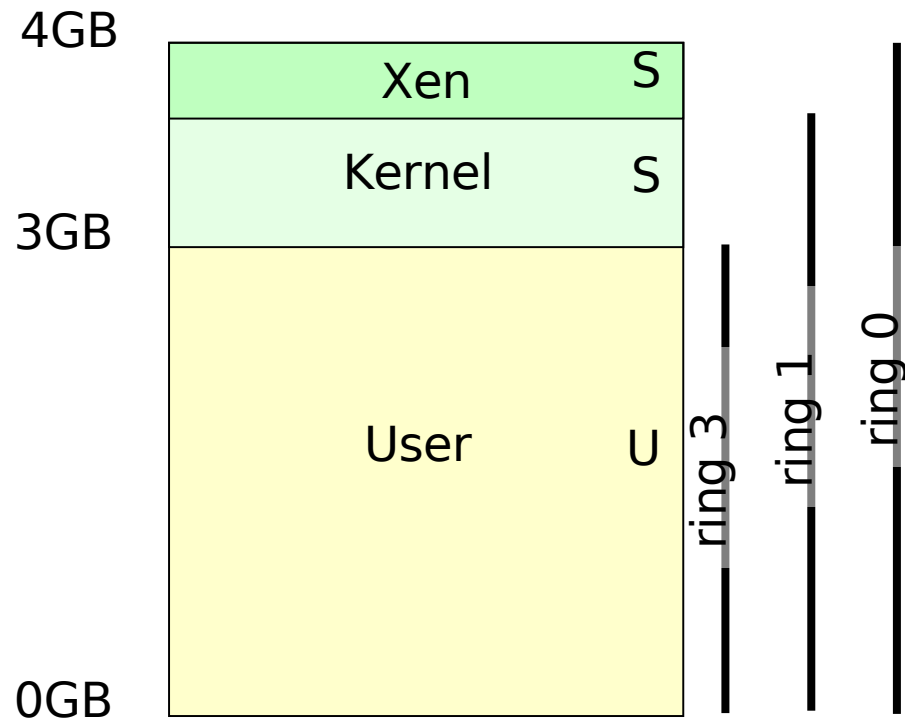 4GB
Xen S
Kernel S
3GB
User U
ring 3
ring 1
ring 0
0GB